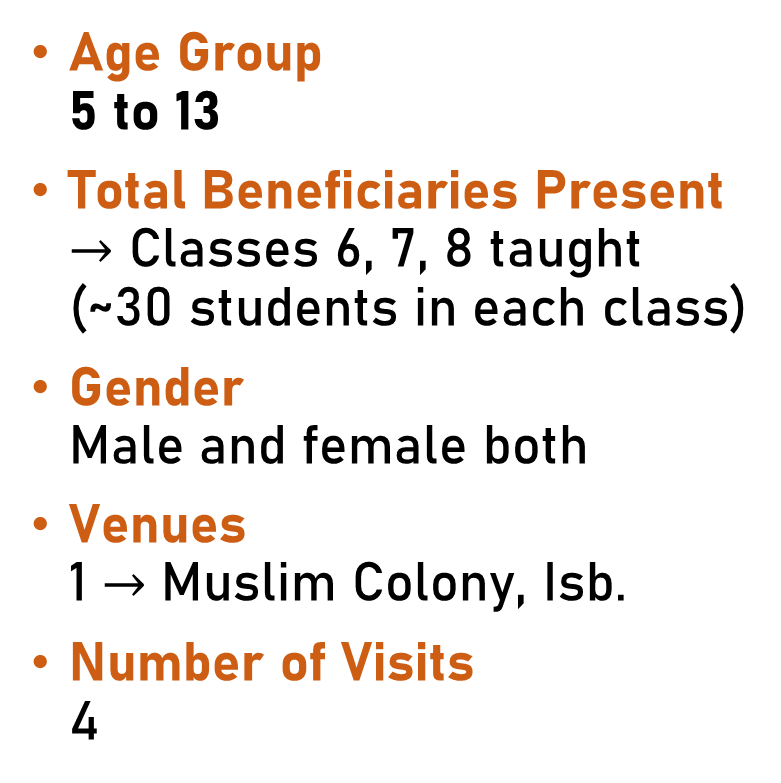 • Age Group
5 to 13
• Total Beneficiaries Present
→ Classes 6, 7, 8 taught
(~30 students in each class)
• Gender
Male and female both
• Venues
1 → Muslim Colony, Isb.
• Number of Visits
4